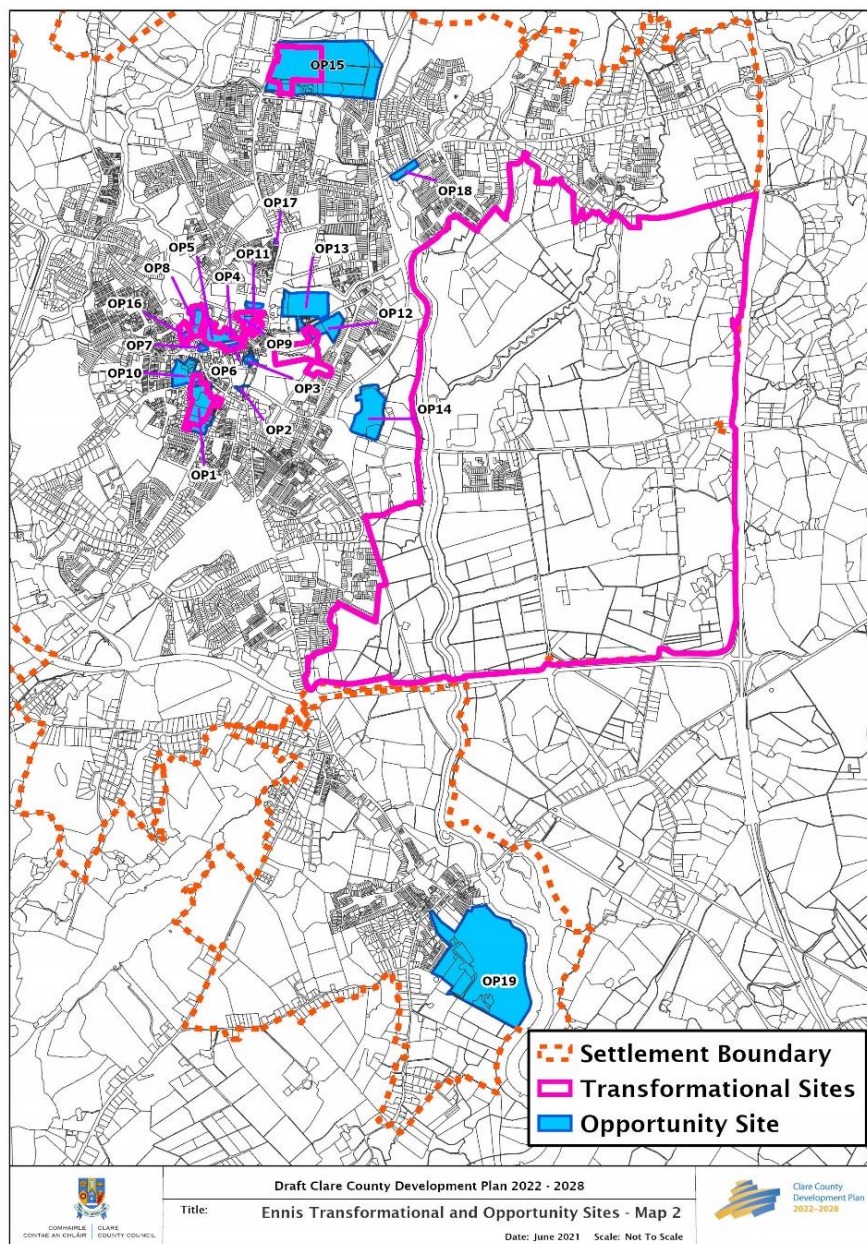 OP15
OP18
OP17
OP5
OP11
OP13
OP8
OP4
OP16
OP12
OP7
OP9
OP10
OP6
OP3
OP14
OP2
OP1
OP19
Settlement Boundary
Transformational Sites
Opportunity Site
COMHAIRLE
CONTAE AN CHLÁIR
CLARE
COUNTY COUNCIL
Draft Clare County Development Plan 2022 - 2028
Title:
Ennis Transformational and Opportunity Sites - Map 2
Date: June 2021 Scale: Not To Scale
Clare County
Development Plan
2022-2028